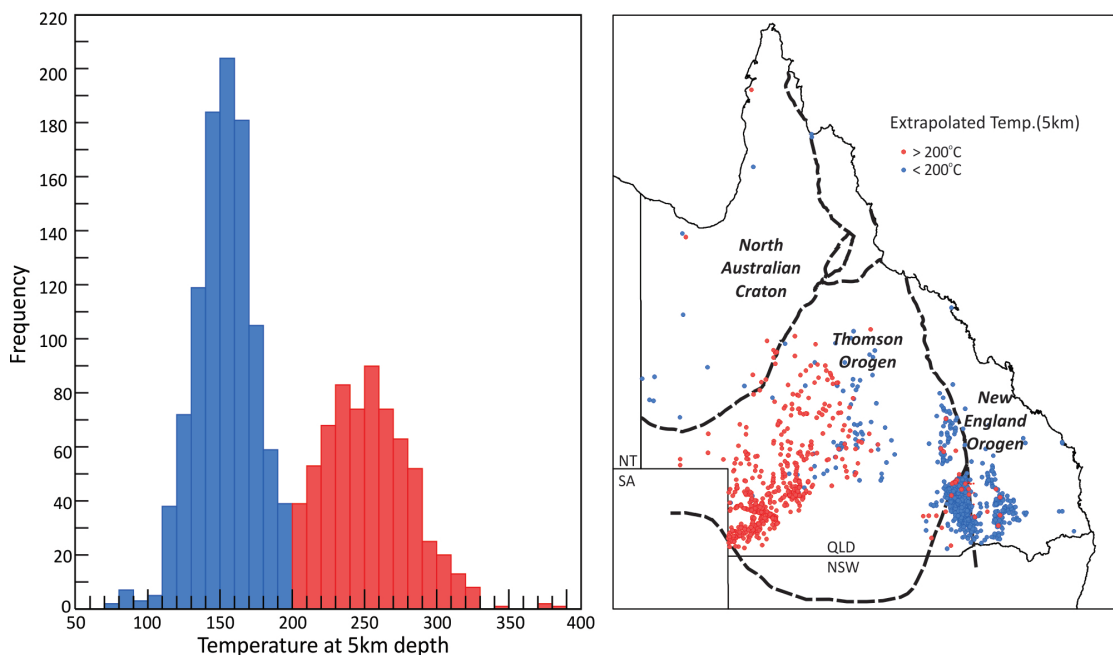 220
200
180
160
140
120
100
80
60
40
20
0
Frequency
50
100
150
200
250
300
350
400
Temperature at 5km depth
Extrapolated Temp.(5km)
> 200°C
< 200°C
North
Australian
Craton
Thomson
Orogen
New
England
Orogen
NT
SA
QLD
NSW